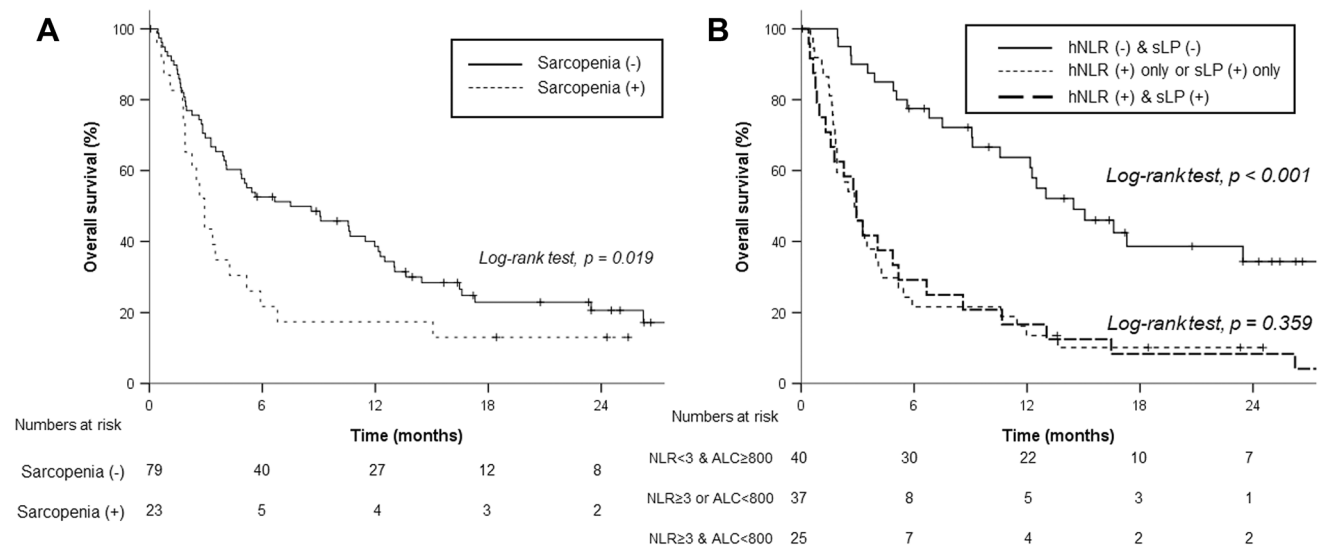 A
100
80
60
40
20
0
Overall survival (%)
Sarcopenia (-)
Sarcopenia (+)
Log-rank test, p = 0.019
0 6 12 18 24
Time (months)
Numbers at risk
Sarcopenia (-) 79 40 27 12 8
Sarcopenia (+) 23 5 4 3 2
B
100
80
60
40
20
0
Overall survival (%)
hNLR (-) & sLP (-)
hNLR (+) only or sLP (+) only
hNLR (+) & sLP (+)
Log-rank test, p < 0.001
Log-rank test, p = 0.359
0 6 12 18 24
Time (months)
Numbers at risk
NLR<3 & ALC≥800 40 30 22 10 7
NLR≥3 or ALC<800 37 8 5 3 1
NLR≥3 & ALC<800 25 7 4 2 2